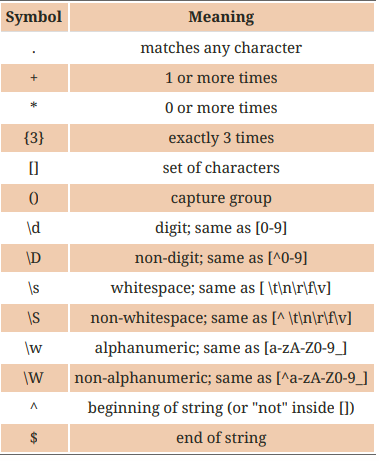 Symbol Meaning
. matches any character
+ 1 or more times
* 0 or more times
{3} exactly 3 times
[] set of characters
() capture group
\d digit; same as [0-9]
\D non-digit; same as [^0-9]
\s whitespace; same as [ \t\n\r\f\v]
\S non-whitespace; same as [^ \t\n\r\f\v]
\w alphanumeric; same as [a-zA-Z0-9_]
\W non-alphanumeric; same as [^a-zA-Z0-9_]
^ beginning of string (or "not" inside [])
$ end of string